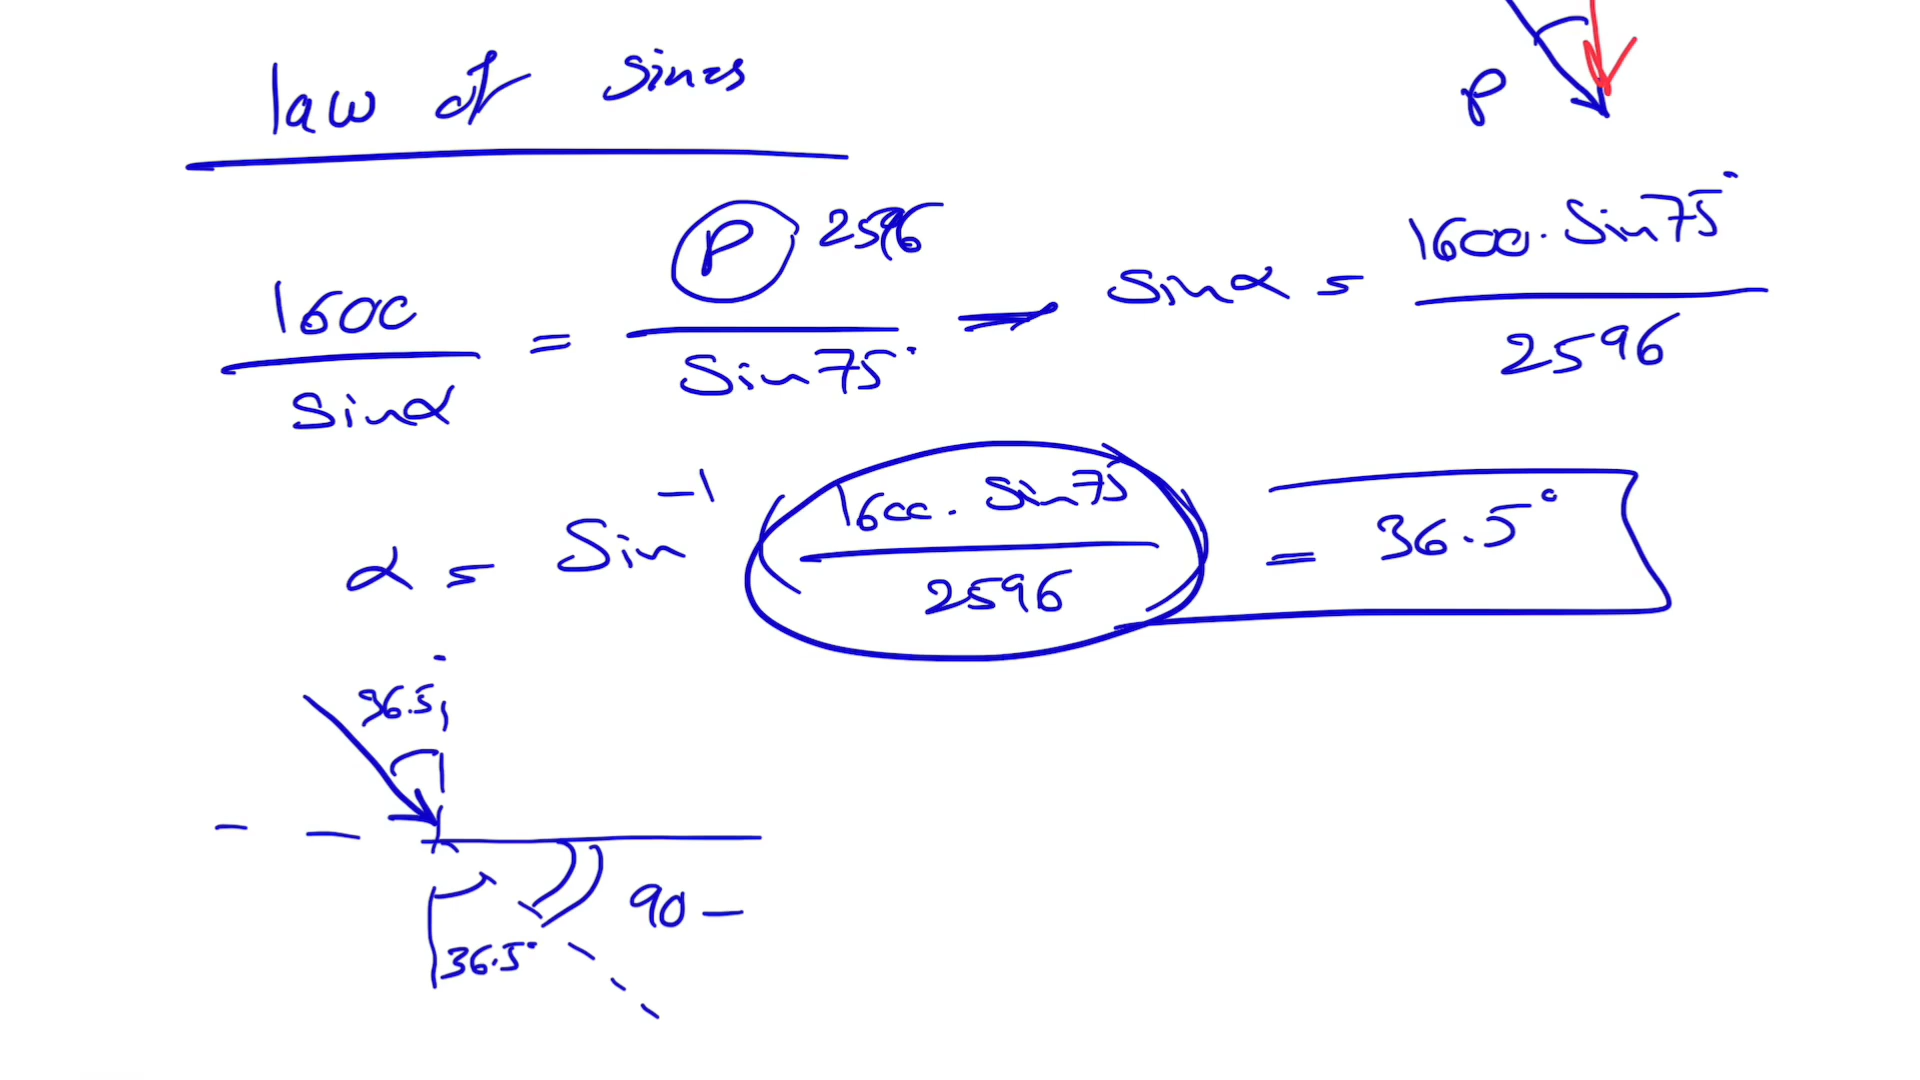 law of sines
P
1600 / sinα = P 2596 / sin75° → sinα = 1600 · sin75° / 2596
α = sin⁻¹ (1600 · sin75 / 2596) = 36.5°
36.5°
90 –
36.5°